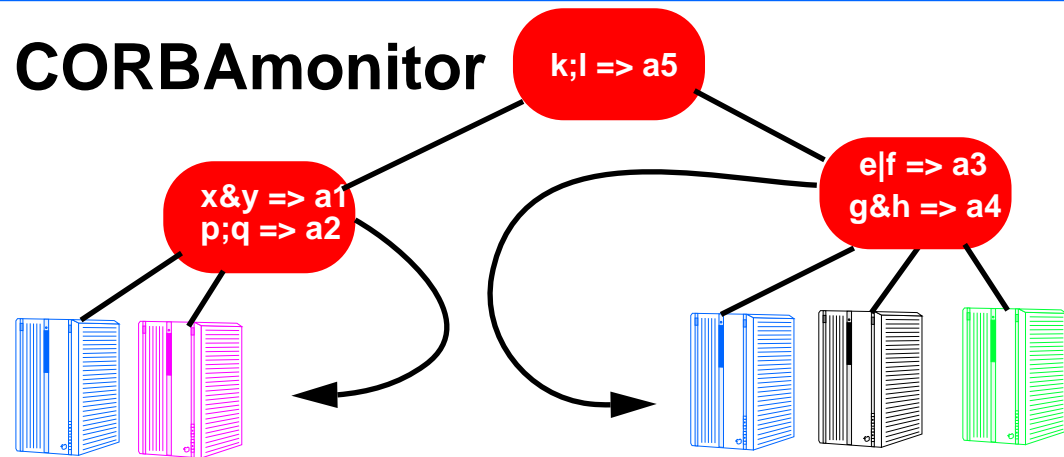 CORBAmonitor
k;l => a5
x&y => a1
p;q => a2
e|f => a3
g&h => a4